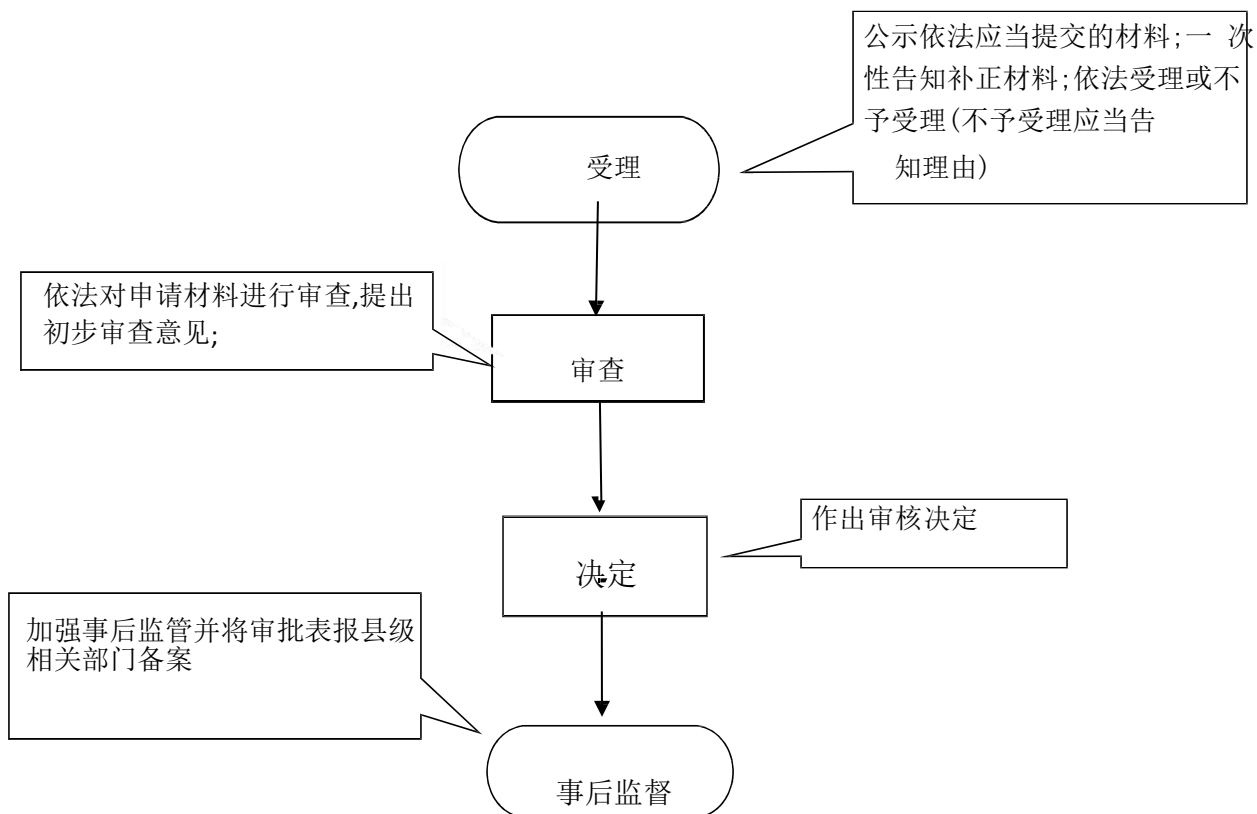 公示依法应当提交的材料;一 次
性告知补正材料;依法受理或不
予受理(不予受理应当告
知理由)
受理
依法对申请材料进行审查,提出
初步审查意见;
审查
作出审核决定
决定
加强事后监管并将审批表报县级
相关部门备案
事后监督